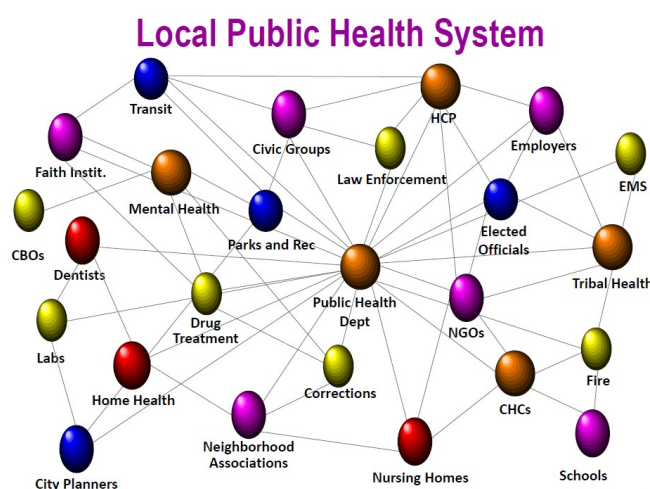 Local Public Health System
Transit
HCP
Civic Groups
Employers
Faith Instit.
Law Enforcement
EMS
Mental Health
CBOs
Parks and Rec
Elected
Officials
Dentists
Tribal Health
Public Health
Dept
Drug
Treatment
NGOs
Labs
Home Health
Corrections
CHCs
Fire
Neighborhood
Associations
City Planners
Nursing Homes
Schools